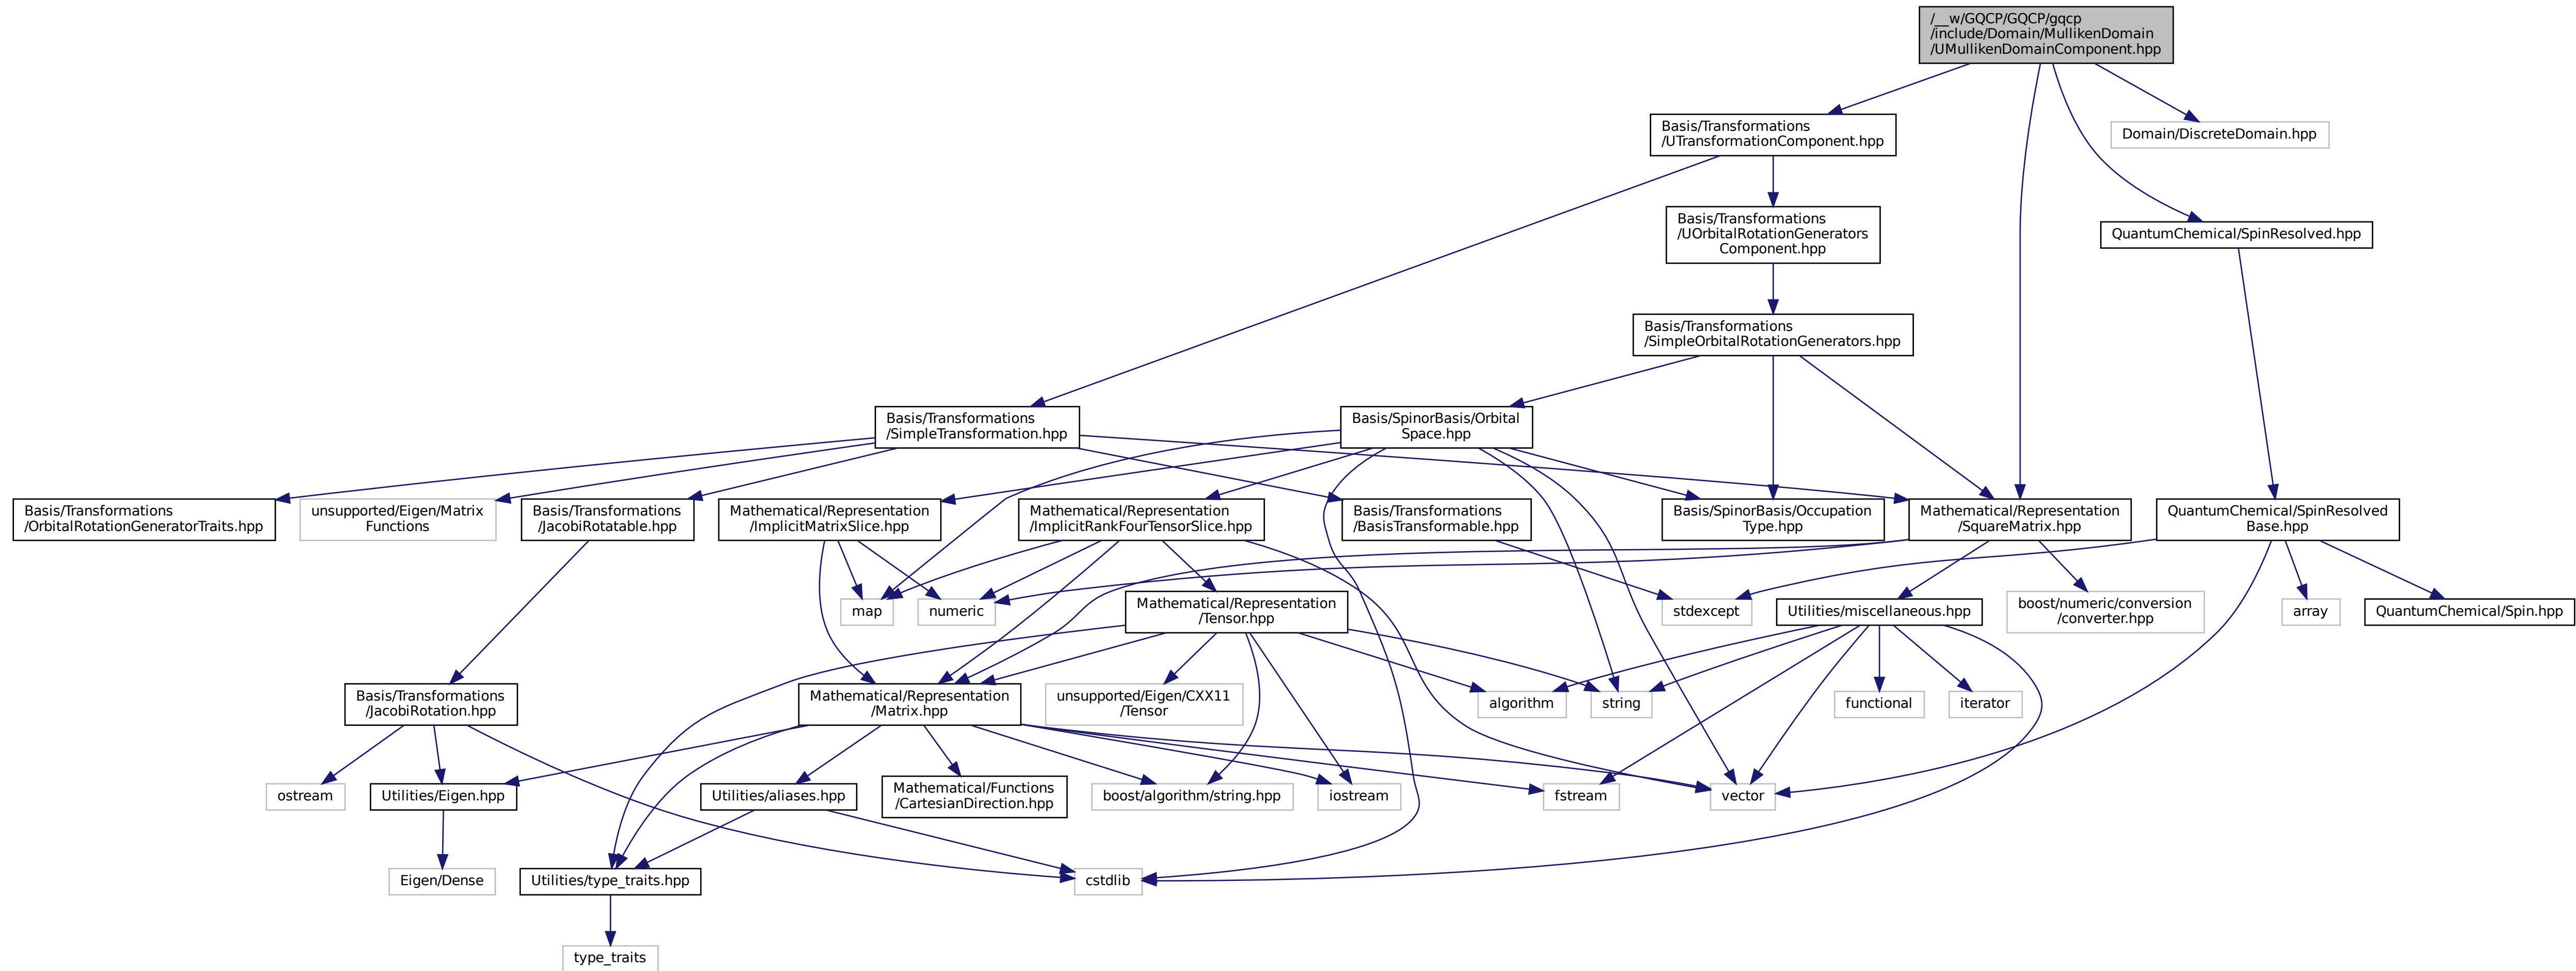 /__w/GQCP/GQCP/gqcp
/include/Domain/MullikenDomain
/UMullikenDomainComponent.hpp
Basis/Transformations
/UTransformationComponent.hpp
Domain/DiscreteDomain.hpp
Basis/Transformations
/UOrbitalRotationGenerators
Component.hpp
QuantumChemical/SpinResolved.hpp
Basis/Transformations
/SimpleOrbitalRotationGenerators.hpp
Basis/Transformations
/SimpleTransformation.hpp
Basis/SpinorBasis/Orbital
Space.hpp
Basis/Transformations
/OrbitalRotationGeneratorTraits.hpp
unsupported/Eigen/Matrix
Functions
Basis/Transformations
/JacobiRotatable.hpp
Mathematical/Representation
/ImplicitMatrixSlice.hpp
Mathematical/Representation
/ImplicitRankFourTensorSlice.hpp
Basis/Transformations
/BasisTransformable.hpp
Basis/SpinorBasis/Occupation
Type.hpp
Mathematical/Representation
/SquareMatrix.hpp
QuantumChemical/SpinResolved
Base.hpp
map
numeric
Mathematical/Representation
/Tensor.hpp
stdexcept
Utilities/miscellaneous.hpp
boost/numeric/conversion
/converter.hpp
array
QuantumChemical/Spin.hpp
Basis/Transformations
/JacobiRotation.hpp
Mathematical/Representation
/Matrix.hpp
unsupported/Eigen/CXX11
/Tensor
algorithm
string
functional
iterator
ostream
Utilities/Eigen.hpp
Utilities/aliases.hpp
Mathematical/Functions
/CartesianDirection.hpp
boost/algorithm/string.hpp
iostream
fstream
vector
Eigen/Dense
Utilities/type_traits.hpp
cstdlib
type_traits